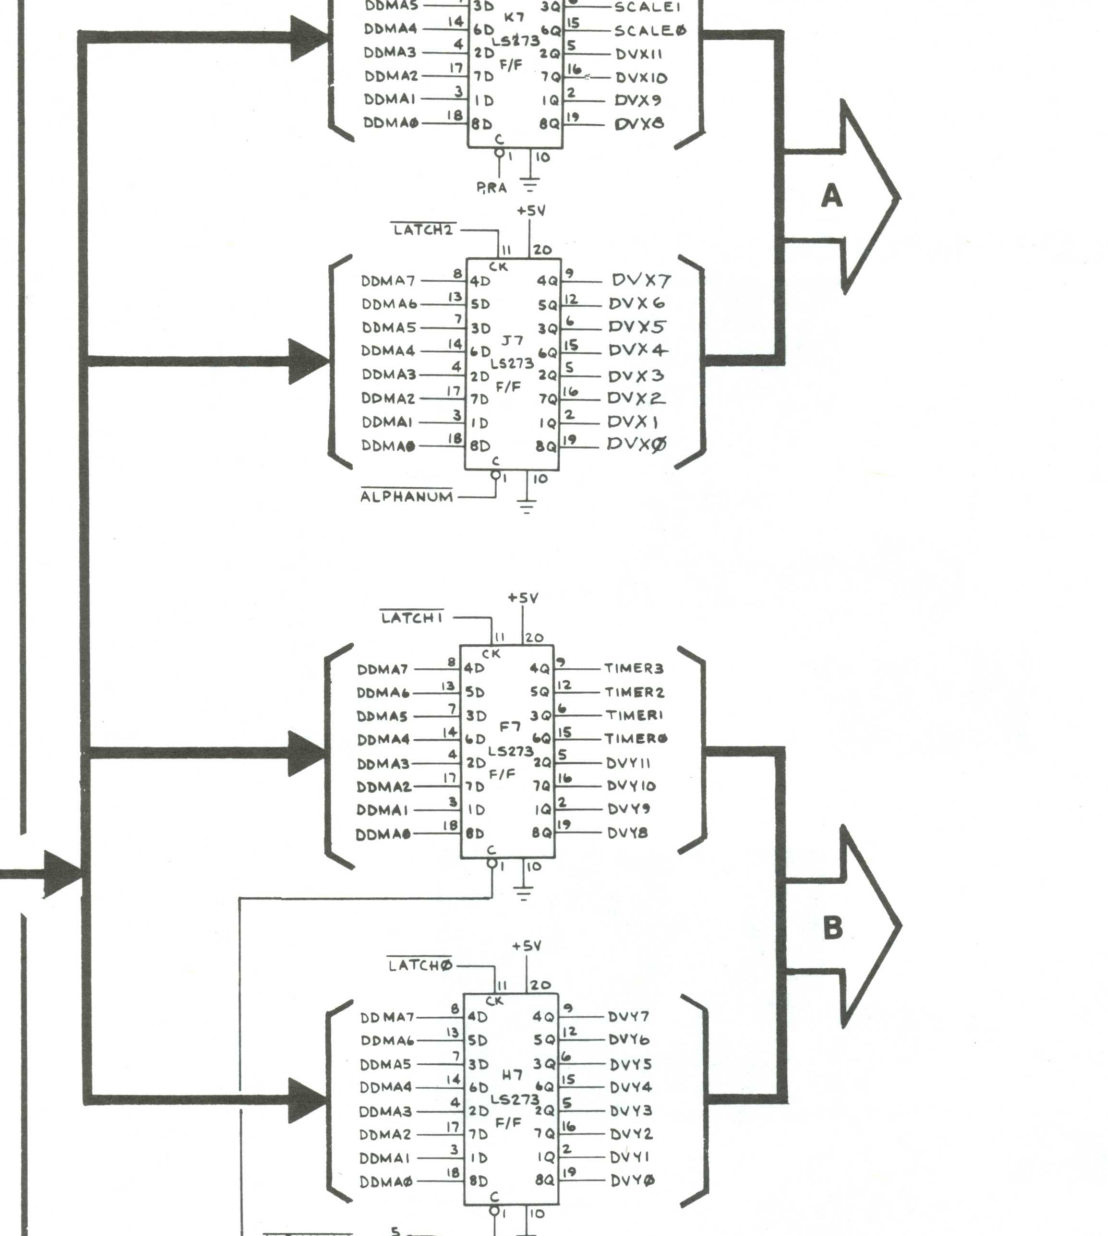 DDMA5 3D 3Q SCALE1
DDMA4 14 6D K7 6Q 15 SCALE0
DDMA3 4 2D LS273 2Q 5 DVX11
DDMA2 17 7D F/F 7Q 16 DVX10
DDMA1 3 1D 1Q 2 DVX9
DDMA0 18 8D 8Q 19 DVX8
C
1 10
PRA
+5V
LATCH2
11 20
CK
DDMA7 8 4D 4Q 9 DVX7
DDMA6 13 5D 5Q 12 DVX6
DDMA5 7 3D 3Q 6 DVX5
DDMA4 14 6D J7 6Q 15 DVX4
DDMA3 4 2D LS273 2Q 5 DVX3
DDMA2 17 7D F/F 7Q 16 DVX2
DDMA1 3 1D 1Q 2 DVX1
DDMA0 18 8D 8Q 19 DVX0
C
1 10
ALPHANUM
A
+5V
LATCH1
11 20
CK
DDMA7 8 4D 4Q 9 TIMER3
DDMA6 13 5D 5Q 12 TIMER2
DDMA5 7 3D 3Q 6 TIMER1
DDMA4 14 6D F7 6Q 15 TIMER0
DDMA3 4 2D LS273 2Q 5 DVY11
DDMA2 17 7D F/F 7Q 16 DVY10
DDMA1 3 1D 1Q 2 DVY9
DDMA0 18 8D 8Q 19 DVY8
C
1 10
+5V
LATCH0
11 20
CK
DDMA7 8 4D 4Q 9 DVY7
DDMA6 13 5D 5Q 12 DVY6
DDMA5 7 3D 3Q 6 DVY5
DDMA4 14 6D H7 6Q 15 DVY4
DDMA3 4 2D LS273 2Q 5 DVY3
DDMA2 17 7D F/F 7Q 16 DVY2
DDMA1 3 1D 1Q 2 DVY1
DDMA0 18 8D 8Q 19 DVY0
C
1 10
5
B